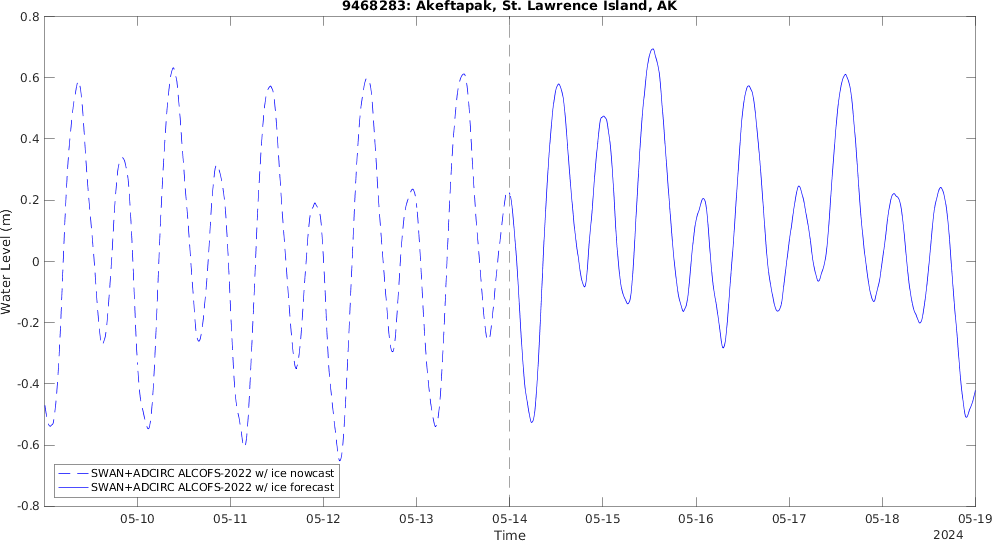 9468283: Akeftapak, St. Lawrence Island, AK
Water Level (m)
0.8
0.6
0.4
0.2
0
-0.2
-0.4
-0.6
-0.8
SWAN+ADCIRC ALCOFS-2022 w/ ice nowcast
SWAN+ADCIRC ALCOFS-2022 w/ ice forecast
05-10 05-11 05-12 05-13 05-14 05-15 05-16 05-17 05-18 05-19
Time
2024